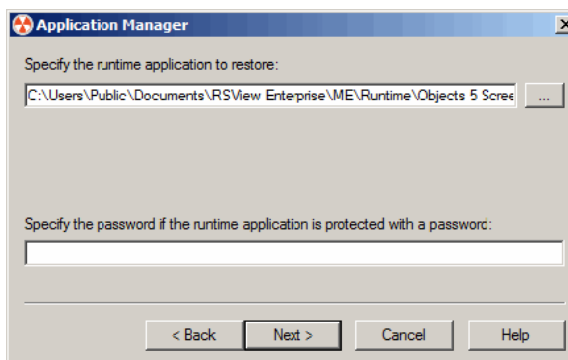 Application Manager
Specify the runtime application to restore:
C:\Users\Public\Documents\RSView Enterprise\ME\Runtime\Objects 5 Scree
...
Specify the password if the runtime application is protected with a password:
< Back Next > Cancel Help